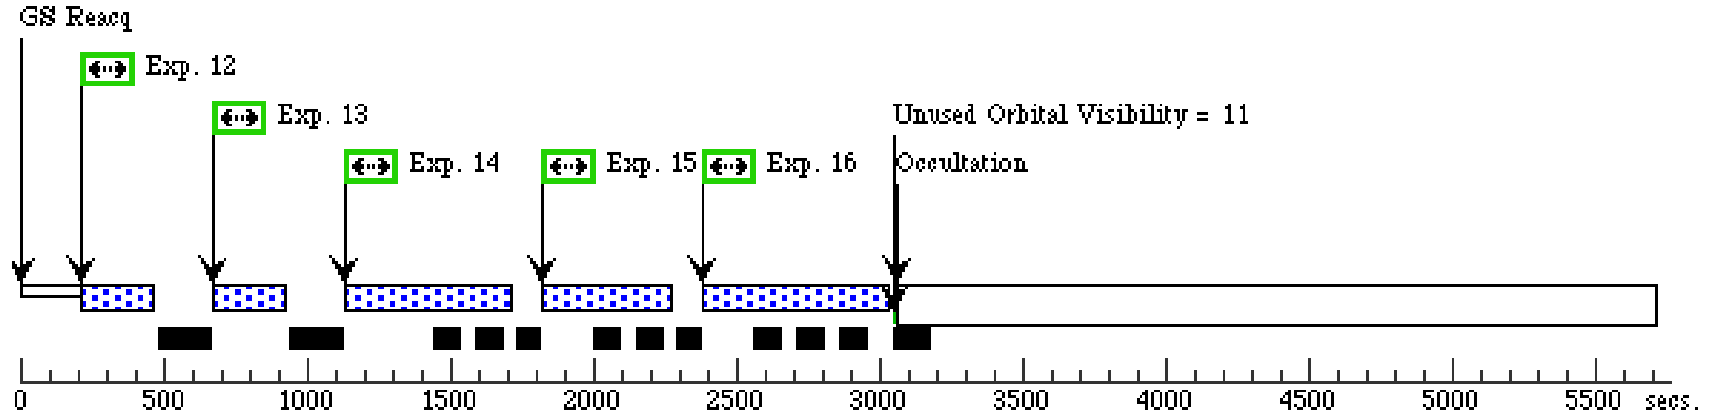 GS Reacq
Exp. 12
Exp. 13
Unused Orbital Visibility = 11
Exp. 14
Exp. 15
Exp. 16
Occultation
0 500 1000 1500 2000 2500 3000 3500 4000 4500 5000 5500 secs.